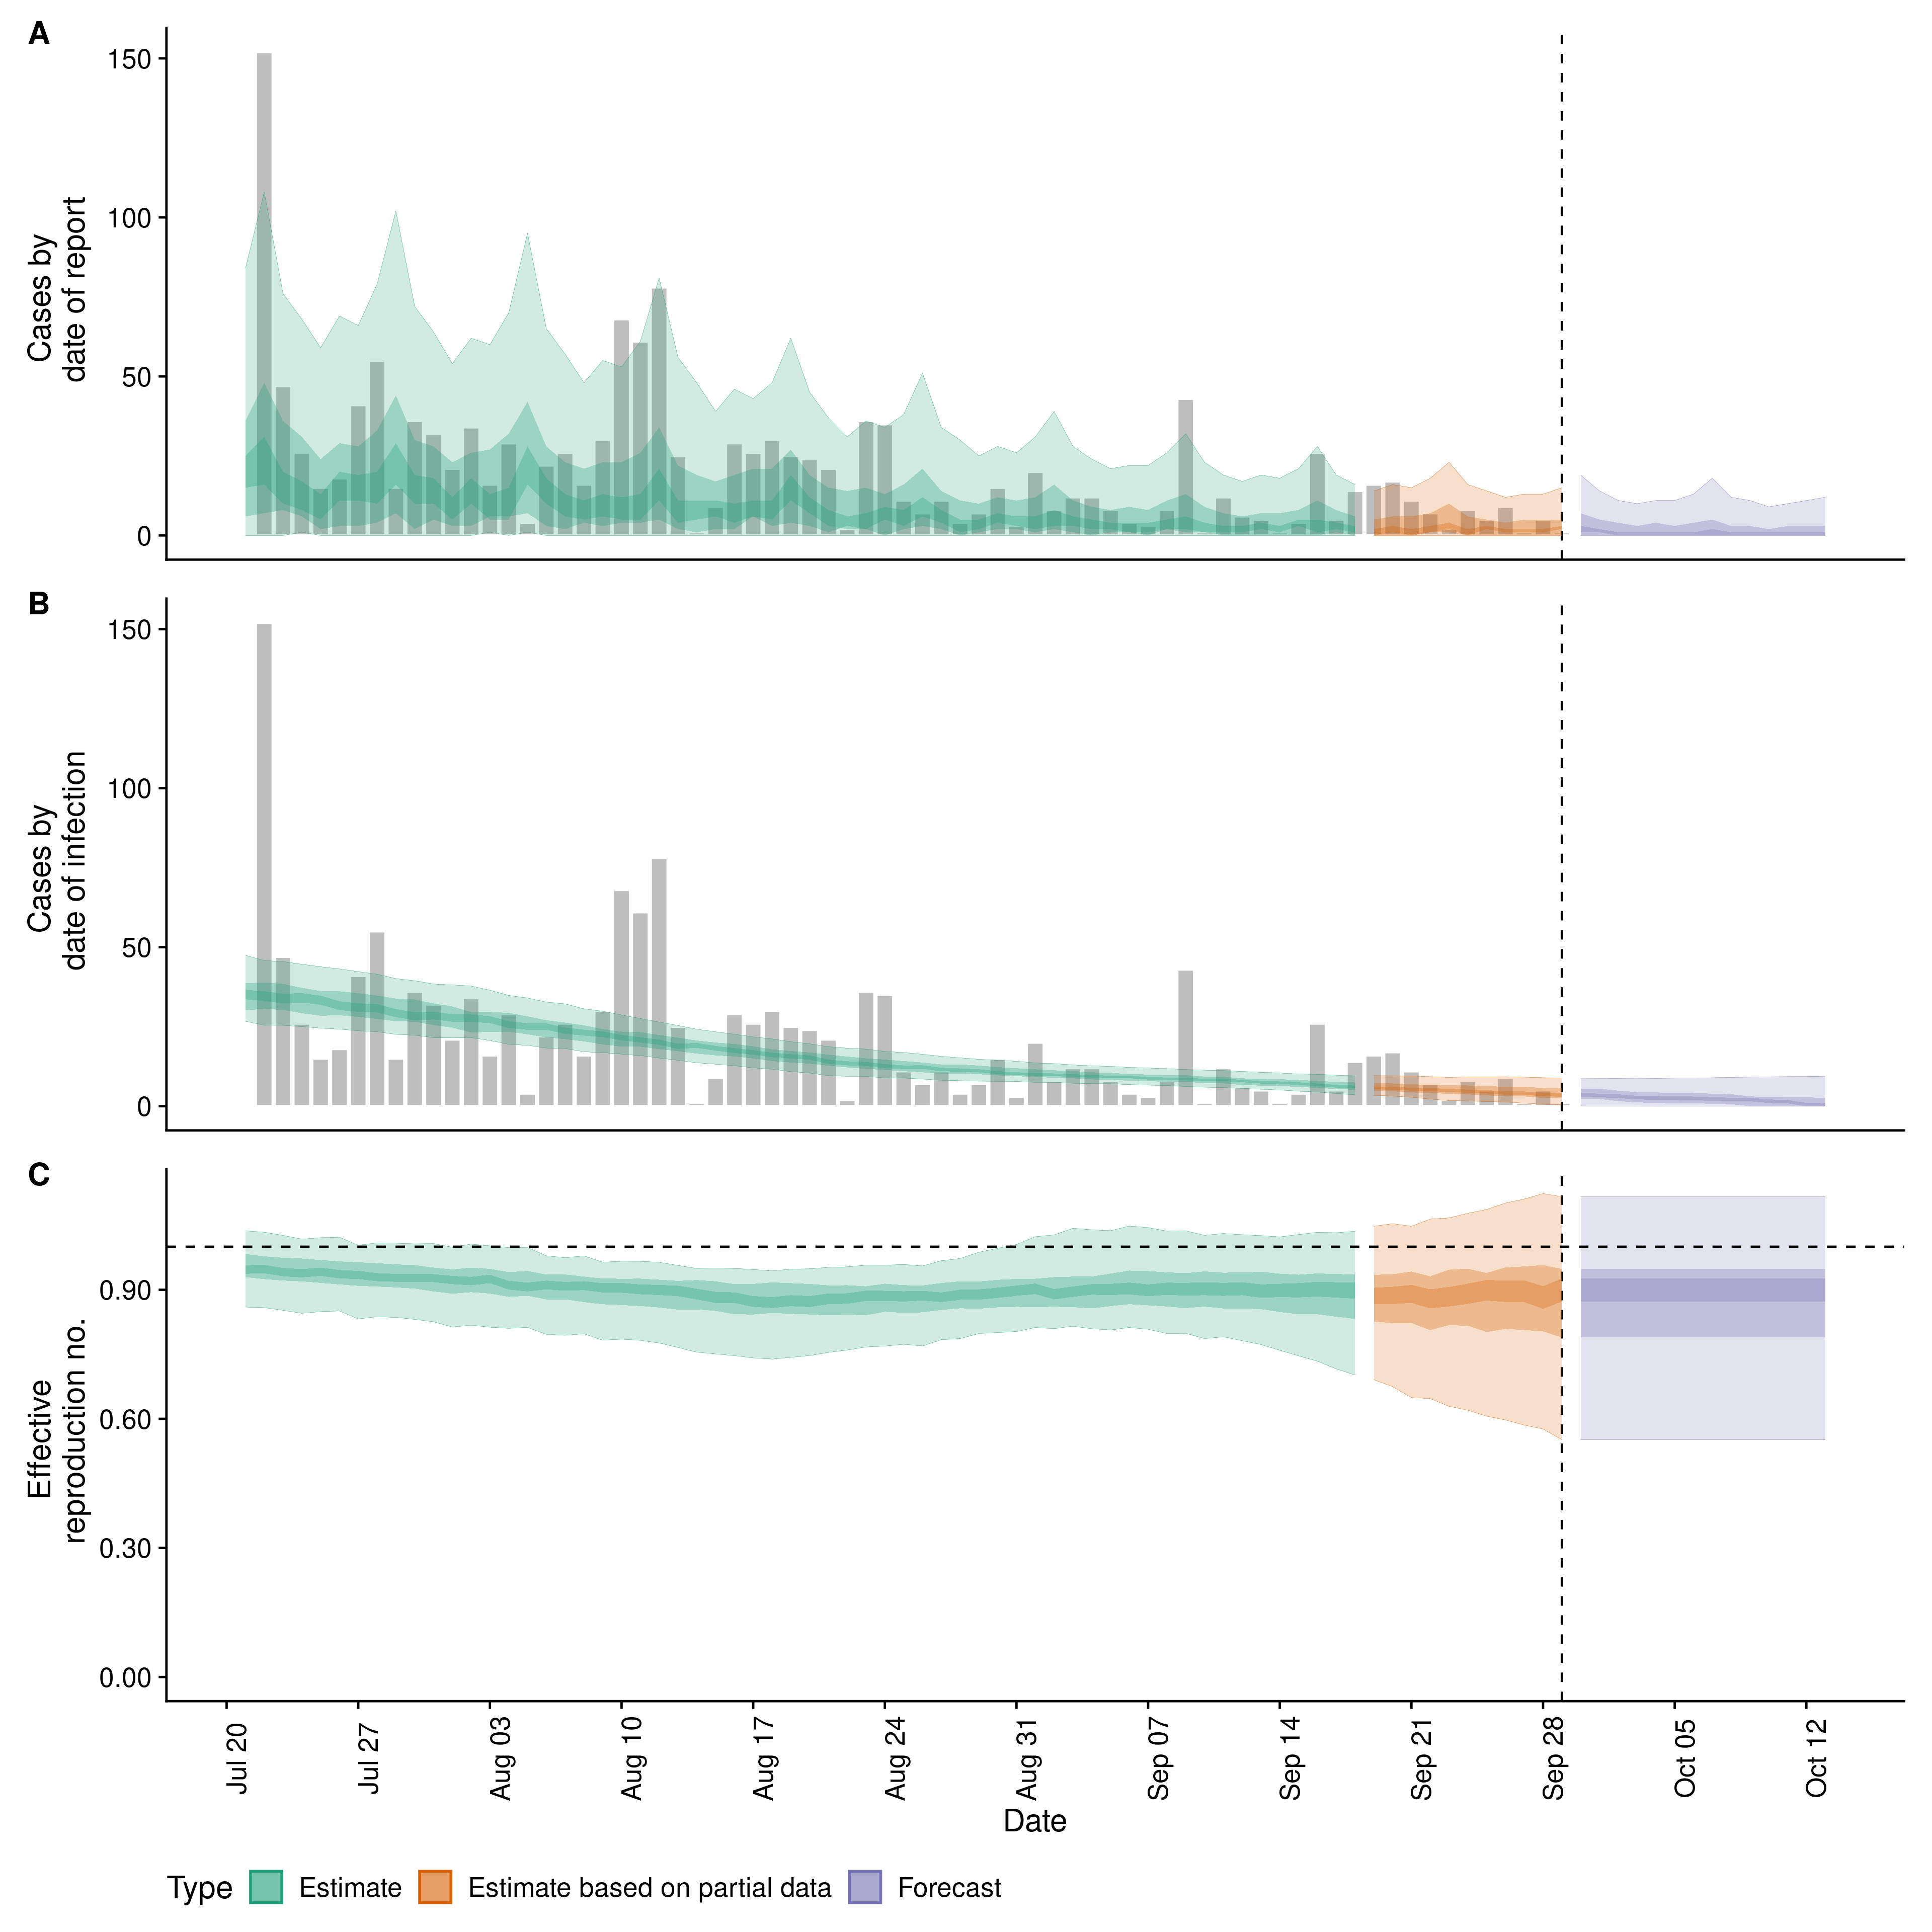 A
150
100
50
0
Cases by
date of report
B
150
100
50
0
Cases by
date of infection
C
0.90
0.60
0.30
0.00
Effective
reproduction no.
Jul 20
Jul 27
Aug 03
Aug 10
Aug 17
Aug 24
Aug 31
Sep 07
Sep 14
Sep 21
Sep 28
Oct 05
Oct 12
Date
Type Estimate Estimate based on partial data Forecast